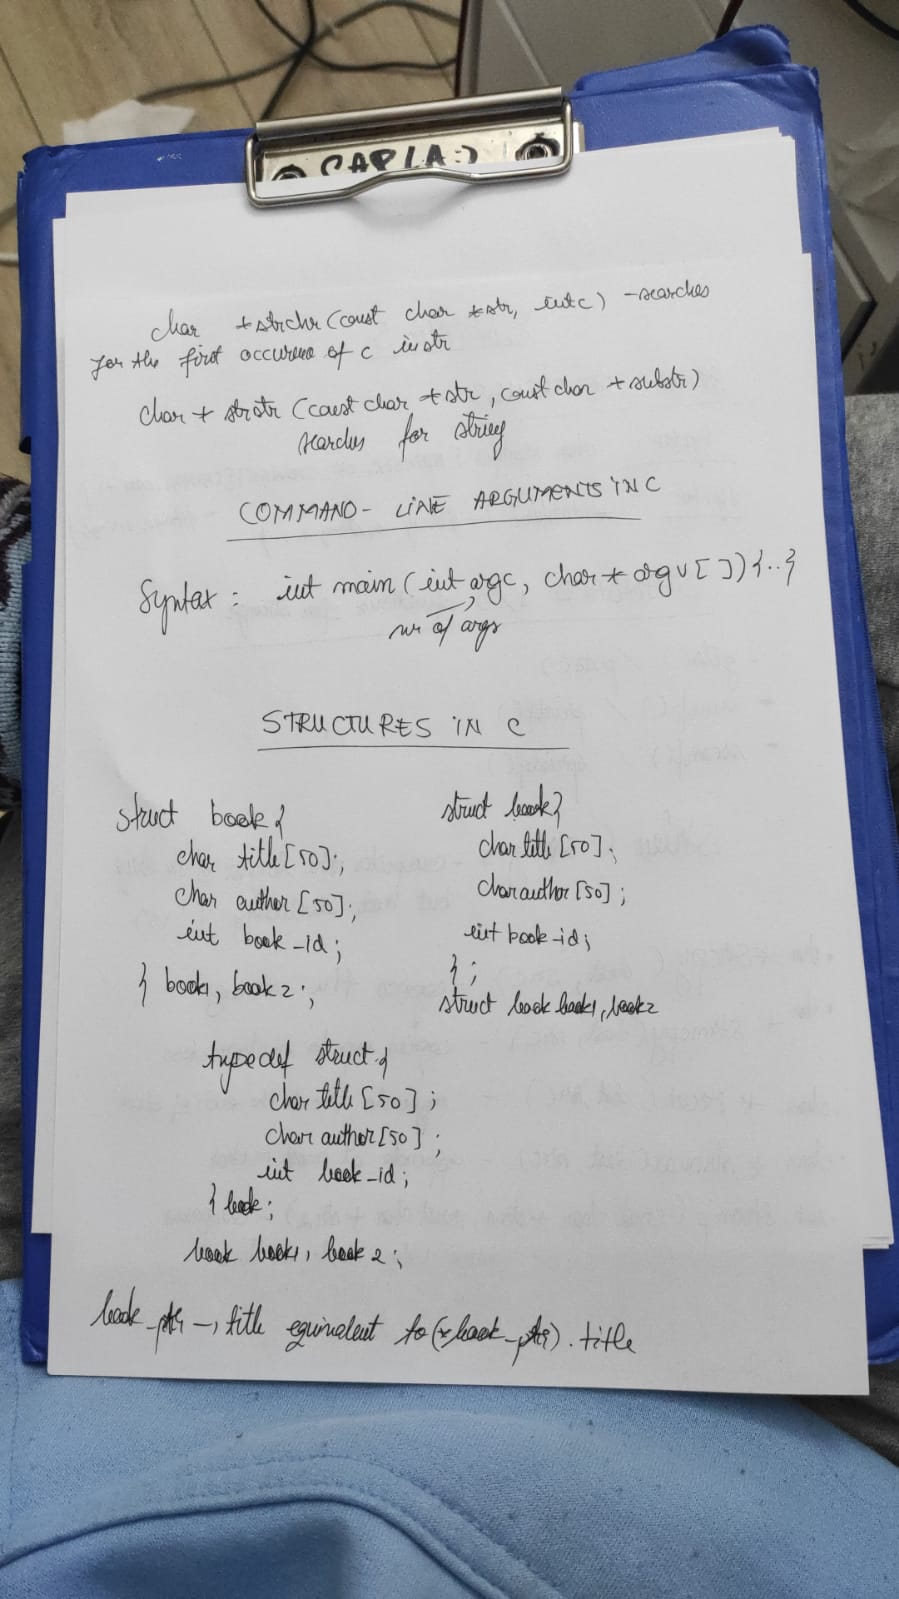 CARLA :)
char *strchr (const char *str, int c) - searches
for the first occurence of c in str
char * strstr (const char *str, const char *substr)
searches for string
COMMAND- LINE ARGUMENTS IN C
Syntax: int main (int argc, char * argv[ ]) {..}
nr of args
STRUCTURES IN C
struct book {
char title [50];
char author [50];
int book_id;
} book1, book2;
struct book {
char title [50];
char author [50];
int book_id;
};
struct book book1, book2
typedef struct {
char title [50];
char author [50];
int book_id;
} book;
book book1, book2;
book_ptr -> title equivalent to (*book_ptr).title